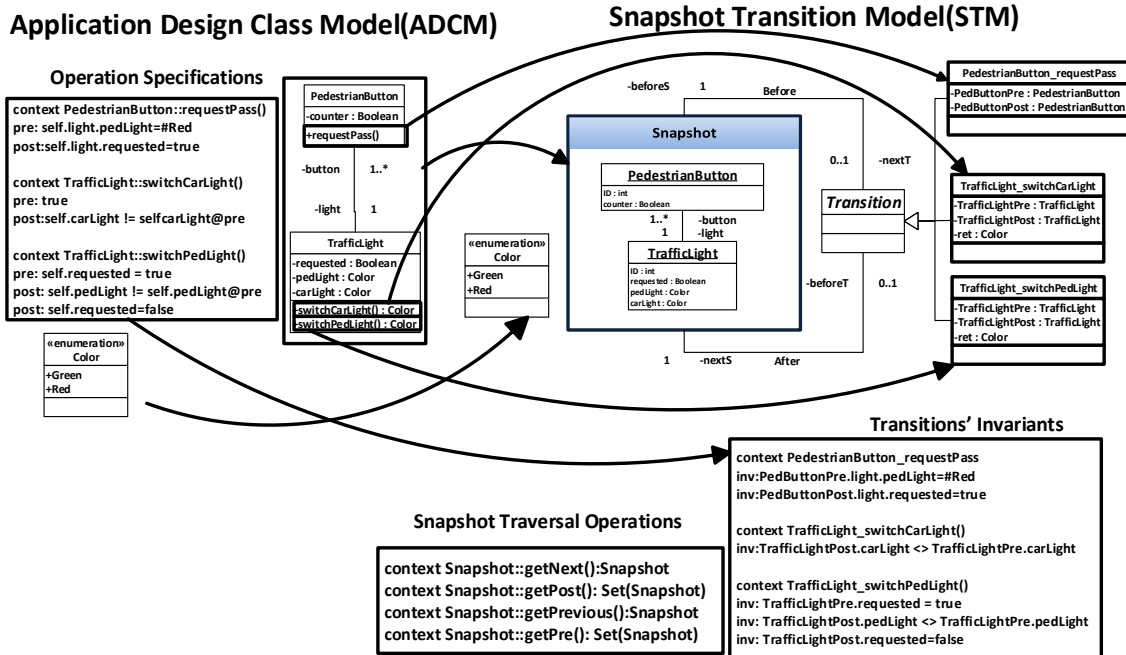 Application Design Class Model(ADCM)
Snapshot Transition Model(STM)
Operation Specifications
context PedestrianButton::requestPass()
pre: self.light.pedLight=#Red
post:self.light.requested=true
context TrafficLight::switchCarLight()
pre: true
post:self.carLight != selfcarLight@pre
context TrafficLight::switchPedLight()
pre: self.requested = true
post: self.pedLight != self.pedLight@pre
post: self.requested=false
«enumeration»
Color
+Green
+Red
PedestrianButton
-counter : Boolean
+requestPass()
-button
1..*
-light
1
TrafficLight
-requested : Boolean
-pedLight : Color
-carLight : Color
-switchCarLight() : Color
-switchPedLight() : Color
«enumeration»
Color
+Green
+Red
-beforeS
1
Before
Snapshot
PedestrianButton
ID : int
counter : Boolean
1..*
-button
1
-light
TrafficLight
ID : int
requested : Boolean
pedLight : Color
carLight : Color
0..1
-nextT
Transition
-beforeT
0..1
1
-nextS
After
PedestrianButton_requestPass
-PedButtonPre : PedestrianButton
-PedButtonPost : PedestrianButton
TrafficLight_switchCarLight
-TrafficLightPre : TrafficLight
-TrafficLightPost : TrafficLight
-ret : Color
TrafficLight_switchPedLight
-TrafficLightPre : TrafficLight
-TrafficLightPost : TrafficLight
-ret : Color
Transitions' Invariants
context PedestrianButton_requestPass
inv:PedButtonPre.light.pedLight=#Red
inv:PedButtonPost.light.requested=true
context TrafficLight_switchCarLight()
inv:TrafficLightPost.carLight <> TrafficLightPre.carLight
context TrafficLight_switchPedLight()
inv: TrafficLightPre.requested = true
inv: TrafficLightPost.pedLight <> TrafficLightPre.pedLight
inv: TrafficLightPost.requested=false
Snapshot Traversal Operations
context Snapshot::getNext():Snapshot
context Snapshot::getPost(): Set(Snapshot)
context Snapshot::getPrevious():Snapshot
context Snapshot::getPre(): Set(Snapshot)